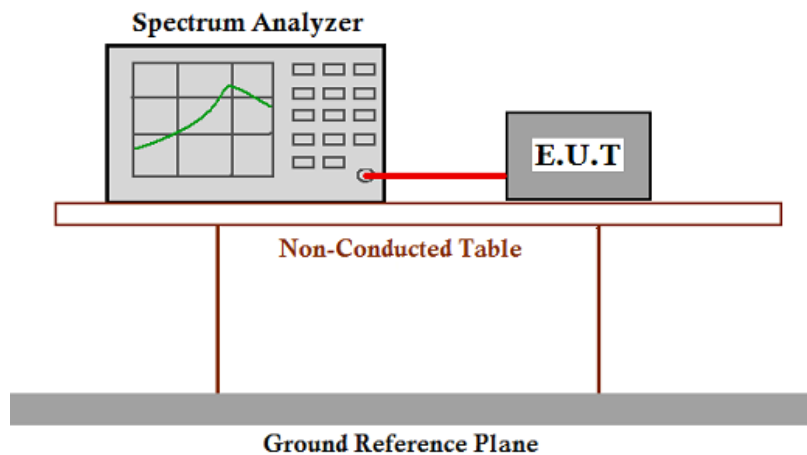 Spectrum Analyzer
E.U.T
Non-Conducted Table
Ground Reference Plane